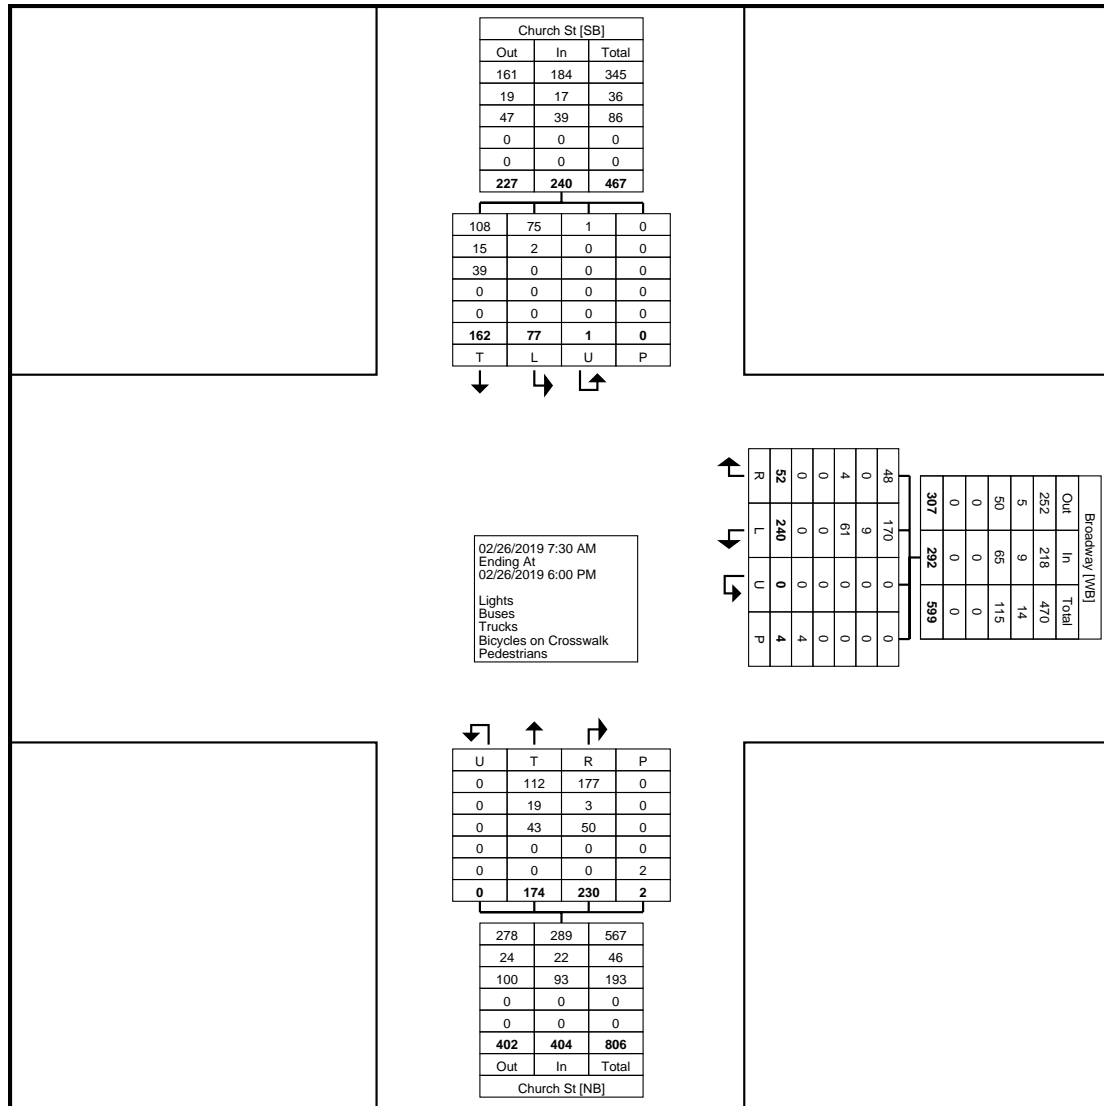 Church St [SB]
Out In Total
161 184 345
19 17 36
47 39 86
0 0 0
0 0 0
227 240 467
108 75 1 0
15 2 0 0
39 0 0 0
0 0 0 0
0 0 0 0
162 77 1 0
T L U P
Broadway [WB]
Out In Total
252 218 470
5 9 14
50 65 115
0 0 0
0 0 0
307 292 599
48 170 0 0
0 9 0 0
4 61 0 0
0 0 0 0
0 0 0 4
52 240 0 4
R L U P
02/26/2019 7:30 AM
Ending At
02/26/2019 6:00 PM
Lights
Buses
Trucks
Bicycles on Crosswalk
Pedestrians
U T R P
0 112 177 0
0 19 3 0
0 43 50 0
0 0 0 0
0 0 0 2
0 174 230 2
278 289 567
24 22 46
100 93 193
0 0 0
0 0 0
402 404 806
Out In Total
Church St [NB]